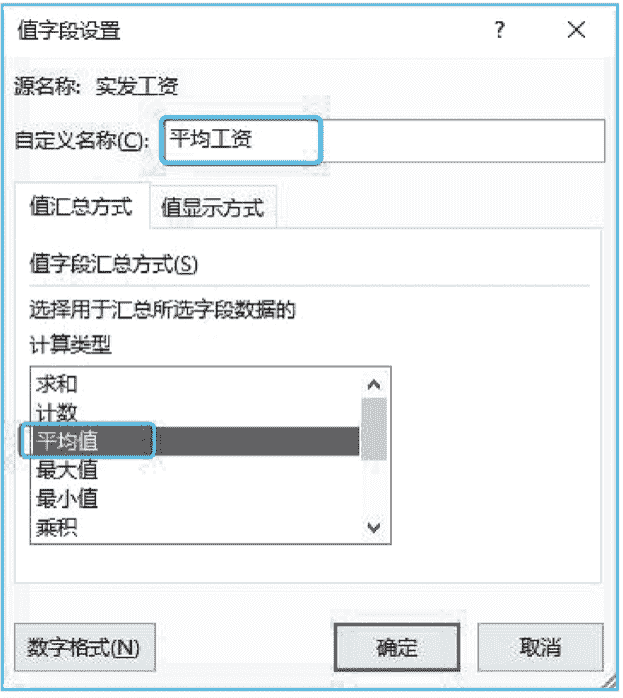 值字段设置 ?
源名称: 实发工资
自定义名称(C): 平均工资
值汇总方式 值显示方式
值字段汇总方式(S)
选择用于汇总所选字段数据的
计算类型
求和
计数
平均值
最大值
最小值
乘积
数字格式(N) 确定 取消